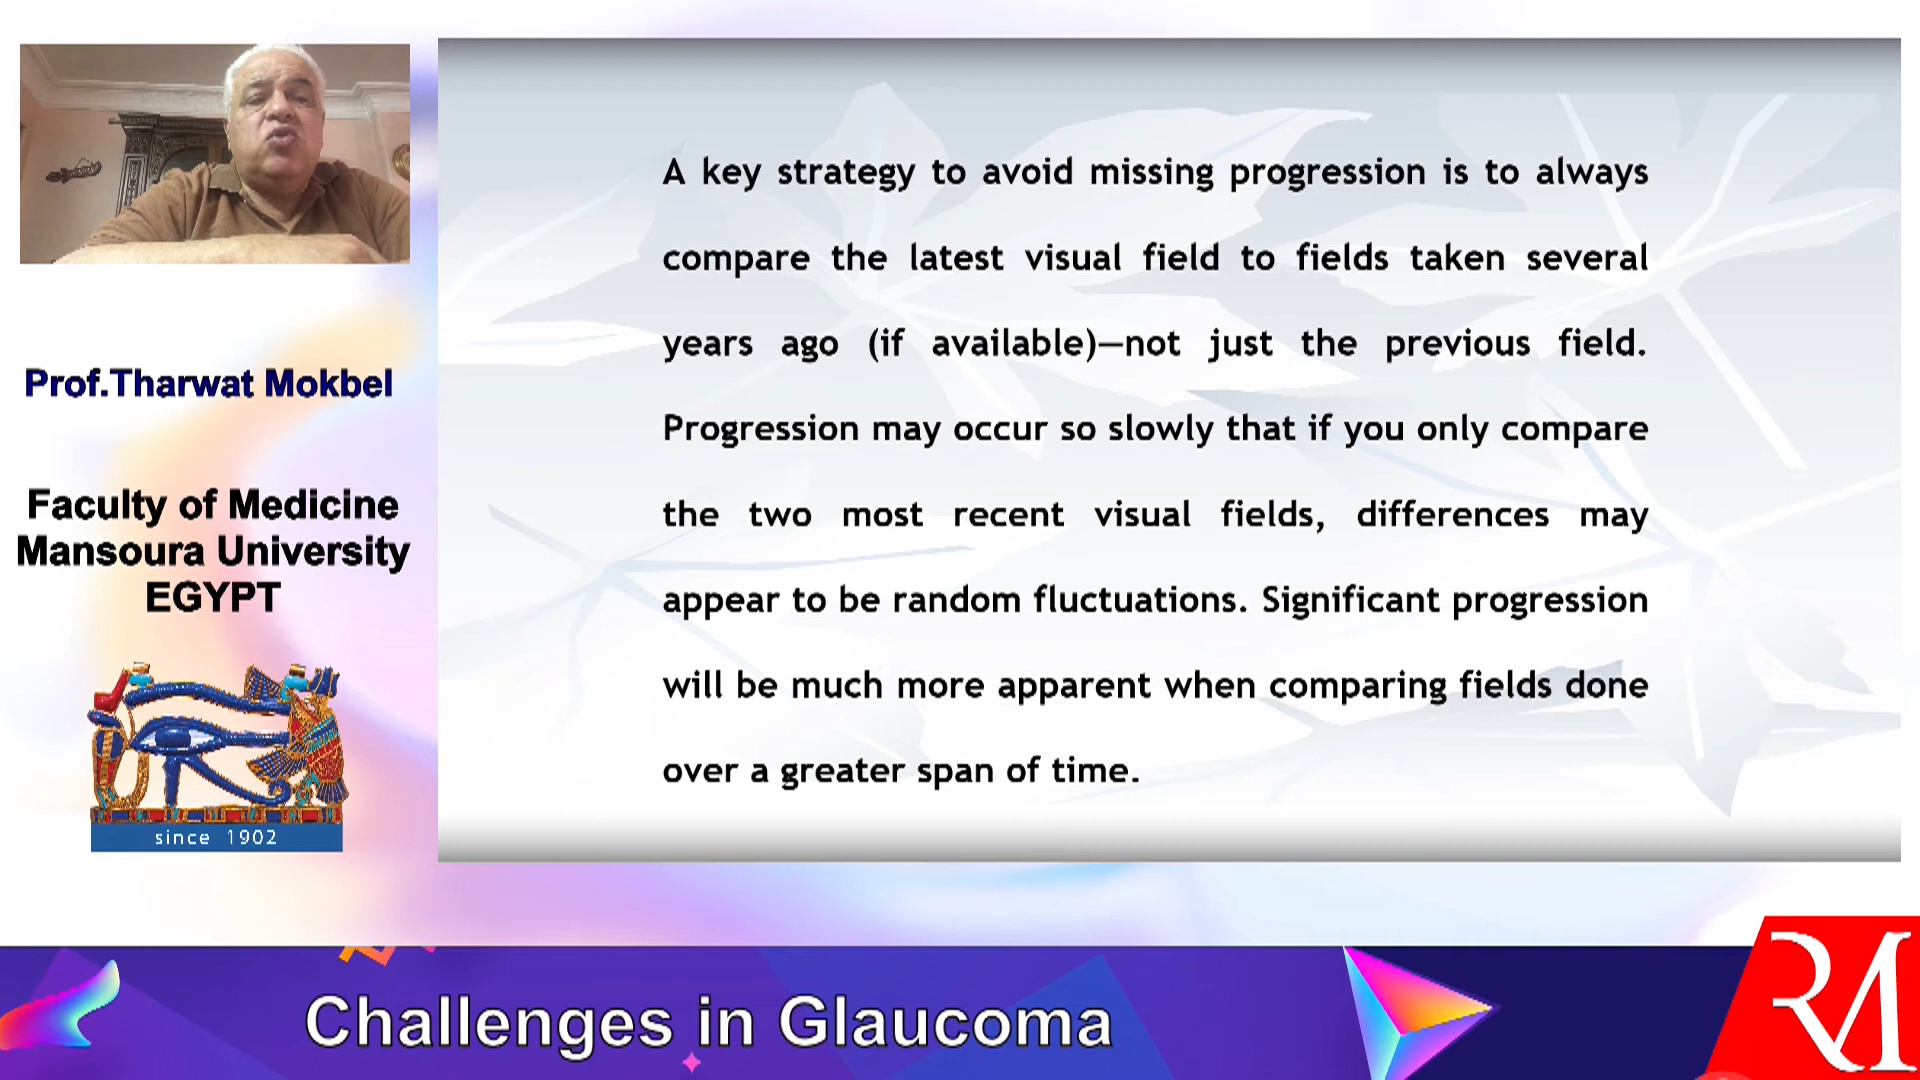 Prof.Tharwat Mokbel
Faculty of Medicine
Mansoura University
EGYPT
since 1902
A key strategy to avoid missing progression is to always
compare the latest visual field to fields taken several
years ago (if available)—not just the previous field.
Progression may occur so slowly that if you only compare
the two most recent visual fields, differences may
appear to be random fluctuations. Significant progression
will be much more apparent when comparing fields done
over a greater span of time.
Challenges in Glaucoma
RM